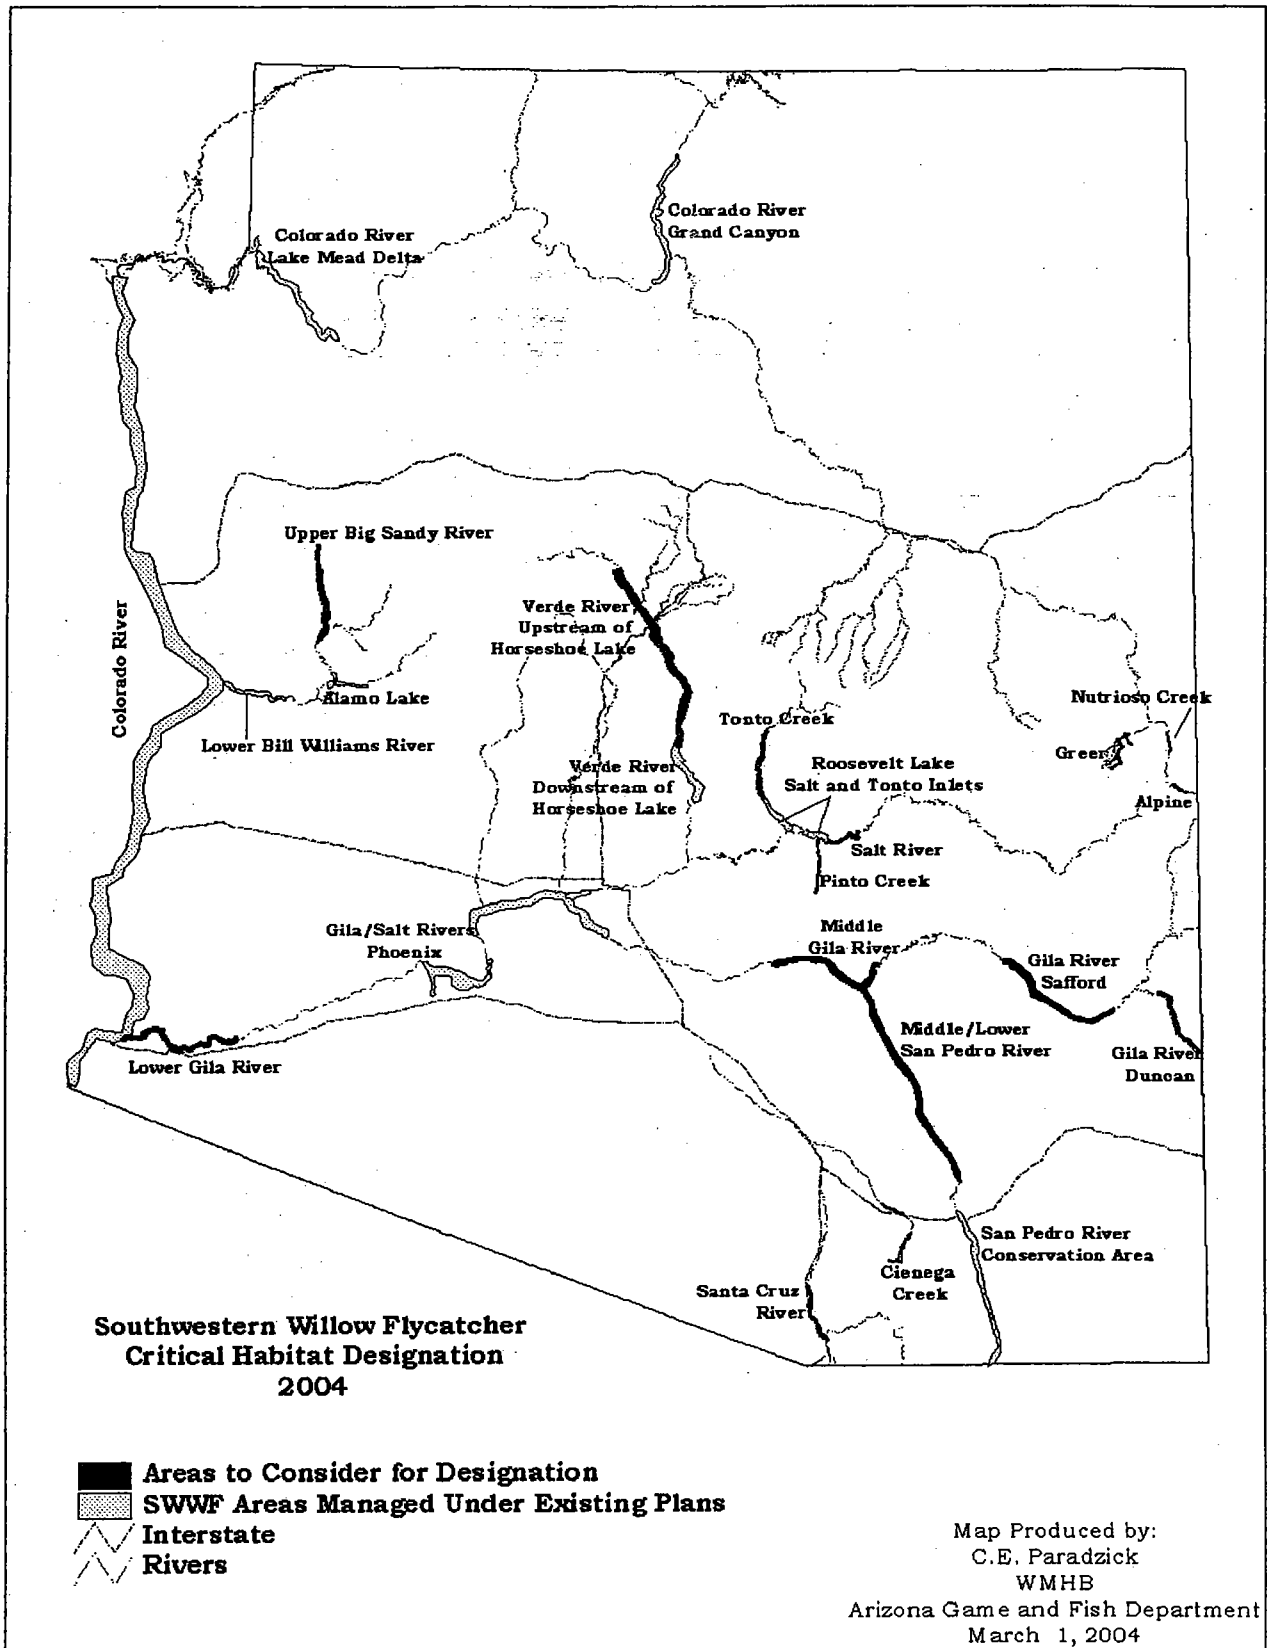 Colorado River
Grand Canyon
Colorado River
Lake Mead Delta
Upper Big Sandy River
Colorado River
Verde River
Upstream of
Horseshoe Lake
Alamo Lake
Lower Bill Williams River
Nutrioso Creek
Tonto Creek
Greer
Roosevelt Lake
Salt and Tonto Inlets
Verde River
Downstream of
Horseshoe Lake
Alpine
Salt River
Pinto Creek
Gila/Salt Rivers
Phoenix
Middle
Gila River
Gila River
Safford
Middle/Lower
San Pedro River
Gila River
Duncan
Lower Gila River
San Pedro River
Conservation Area
Cienega
Creek
Santa Cruz
River
Southwestern Willow Flycatcher
Critical Habitat Designation
2004
Areas to Consider for Designation
SWWF Areas Managed Under Existing Plans
Interstate
Rivers
Map Produced by:
C.E. Paradzick
WMHB
Arizona Game and Fish Department
March 1, 2004